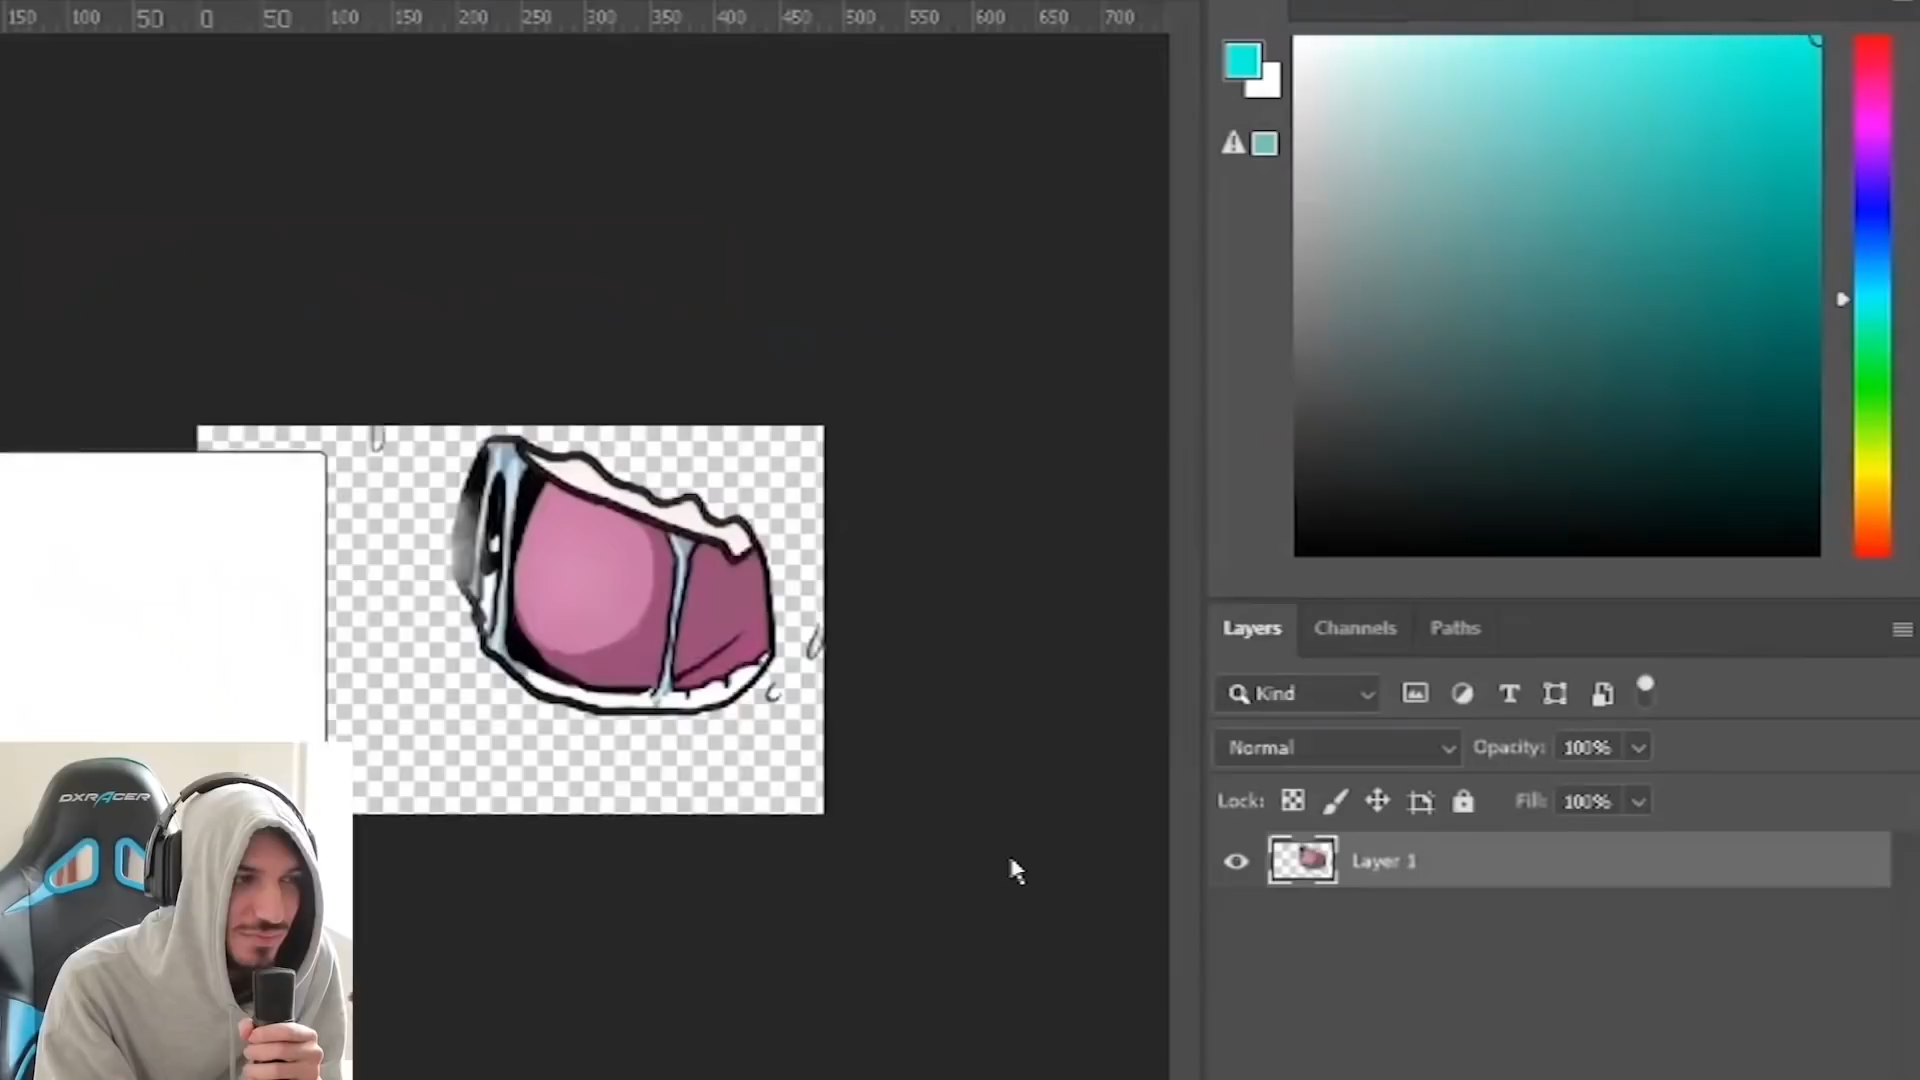 150 100 50 0 50 100 150 200 250 300 350 400 450 500 550 600 650 700
Layers Channels Paths
Kind
Normal Opacity: 100%
Lock: Fill: 100%
Layer 1
DXRACER